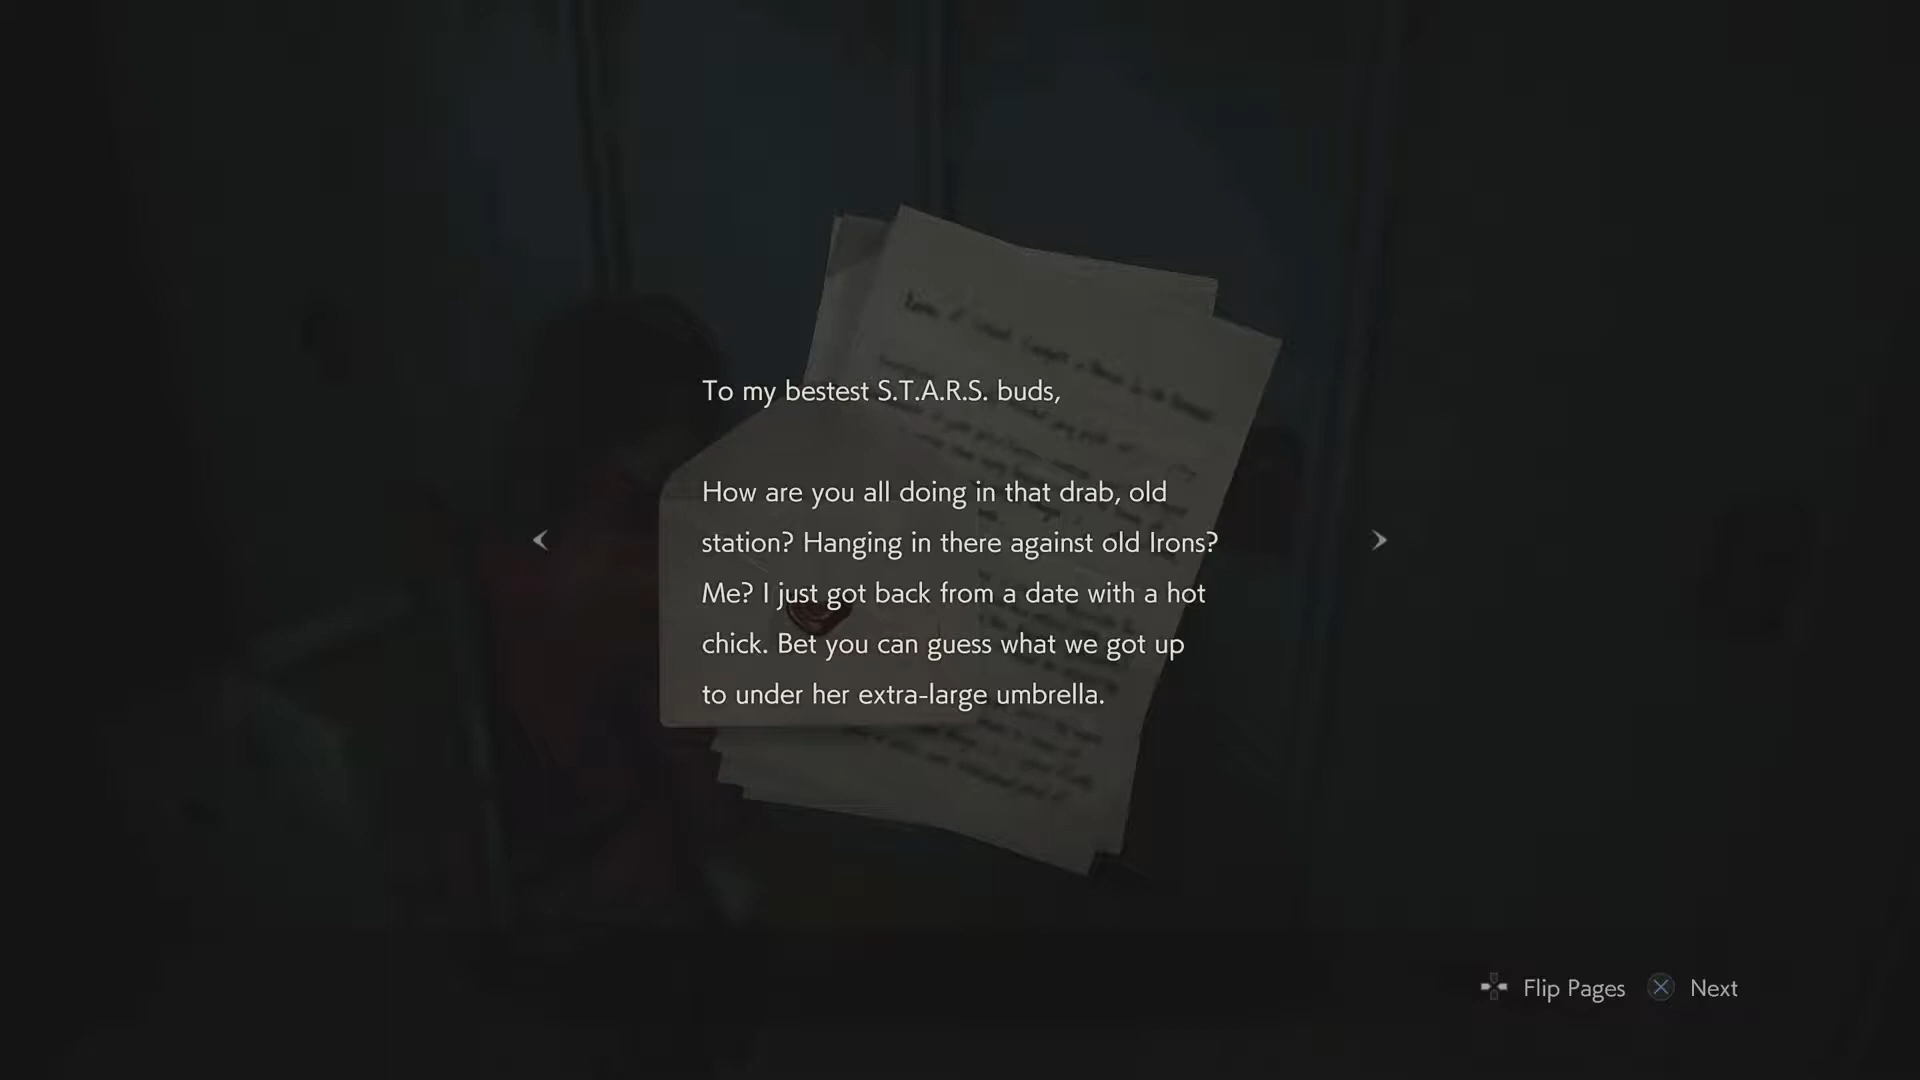 To my bestest S.T.A.R.S. buds,
How are you all doing in that drab, old
station? Hanging in there against old Irons?
Me? I just got back from a date with a hot
chick. Bet you can guess what we got up
to under her extra-large umbrella.
Flip Pages
Next